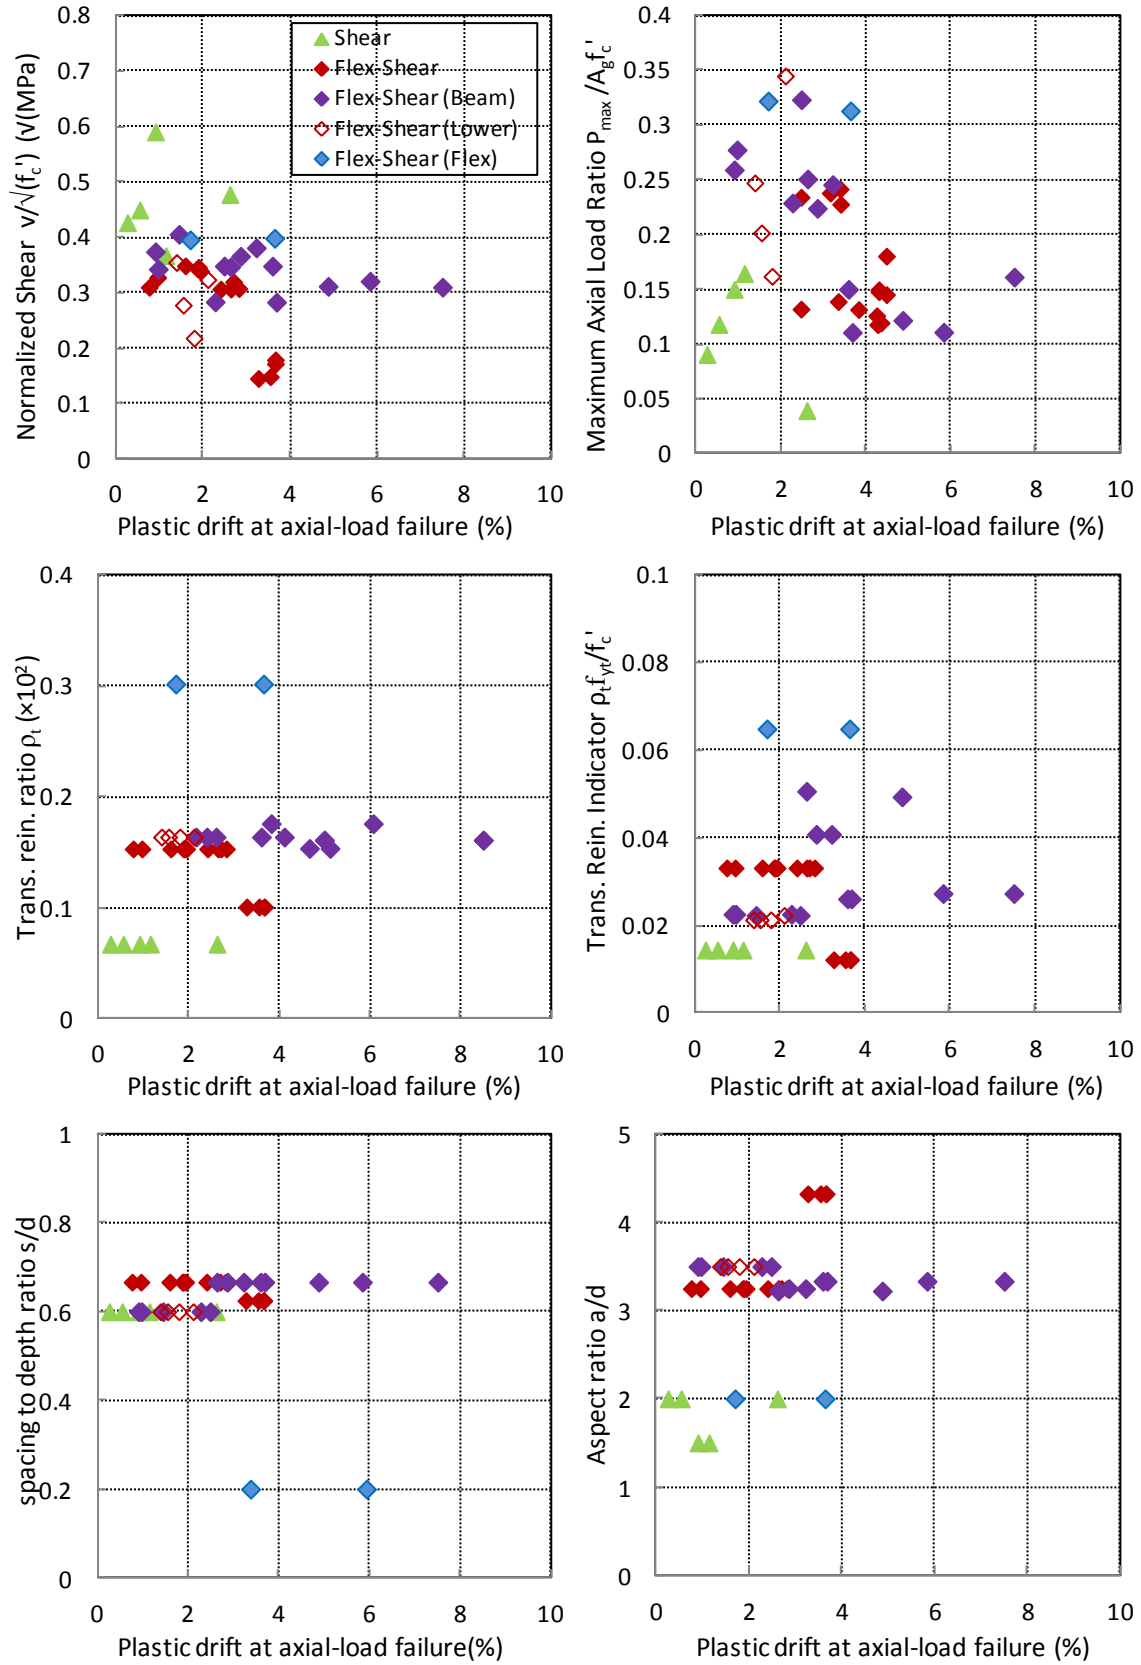 Normalized Shear v/√(fc') (√(MPa)
0.8
0.7
0.6
0.5
0.4
0.3
0.2
0.1
0
Shear
Flex-Shear
Flex-Shear (Beam)
Flex-Shear (Lower)
Flex-Shear (Flex)
0 2 4 6 8 10
Plastic drift at axial-load failure (%)
Maximum Axial Load Ratio Pmax /Agfc'
0.4
0.35
0.3
0.25
0.2
0.15
0.1
0.05
0
0 2 4 6 8 10
Plastic drift at axial-load failure (%)
Trans. rein. ratio ρt (×10²)
0.4
0.3
0.2
0.1
0
0 2 4 6 8 10
Plastic drift at axial-load failure (%)
Trans. Rein. Indicator ρtfyt/fc'
0.1
0.08
0.06
0.04
0.02
0
0 2 4 6 8 10
Plastic drift at axial-load failure (%)
spacing to depth ratio s/d
1
0.8
0.6
0.4
0.2
0
0 2 4 6 8 10
Plastic drift at axial-load failure(%)
Aspect ratio a/d
5
4
3
2
1
0
0 2 4 6 8 10
Plastic drift at axial-load failure (%)